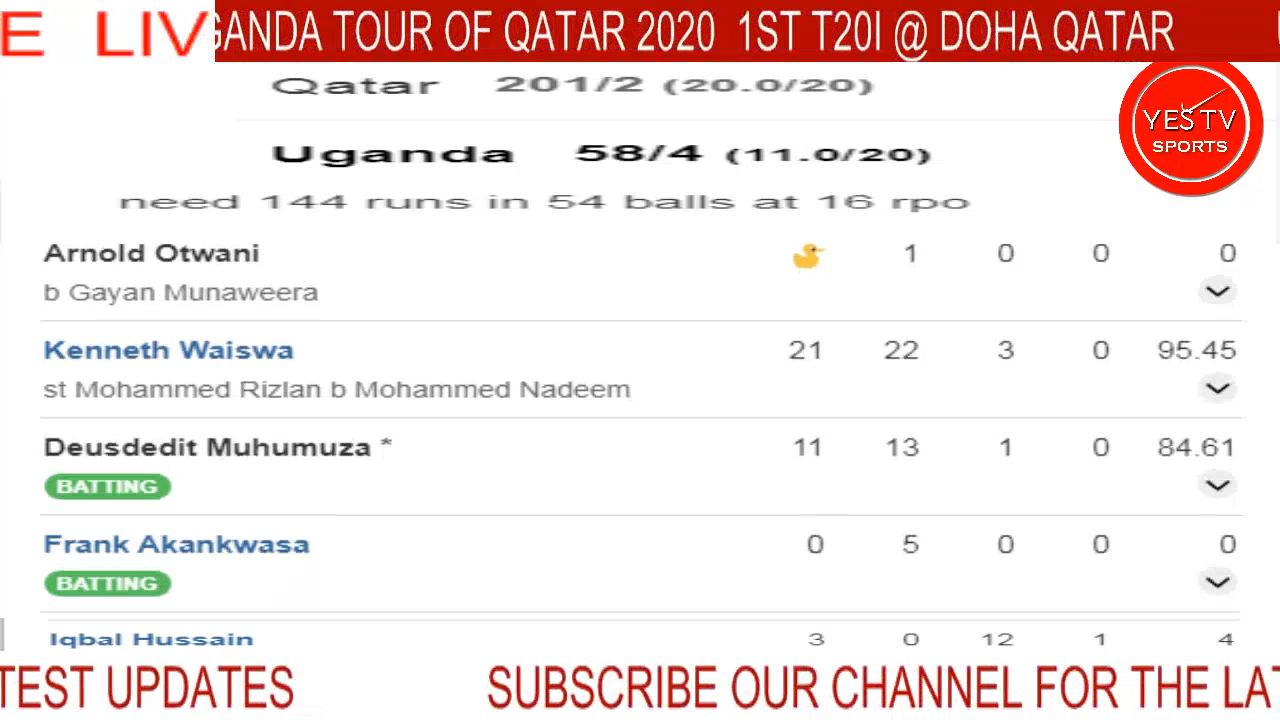 E LIV
GANDA TOUR OF QATAR 2020 1ST T20I @ DOHA QATAR
Qatar 201/2 (20.0/20)
YES TV
SPORTS
Uganda 58/4 (11.0/20)
need 144 runs in 54 balls at 16 rpo
Arnold Otwani 1 0 0 0
b Gayan Munaweera
Kenneth Waiswa 21 22 3 0 95.45
st Mohammed Rizlan b Mohammed Nadeem
Deusdedit Muhumuza * 11 13 1 0 84.61
BATTING
Frank Akankwasa 0 5 0 0 0
BATTING
Iqbal Hussain 3 0 12 1 4
TEST UPDATES SUBSCRIBE OUR CHANNEL FOR THE LAT